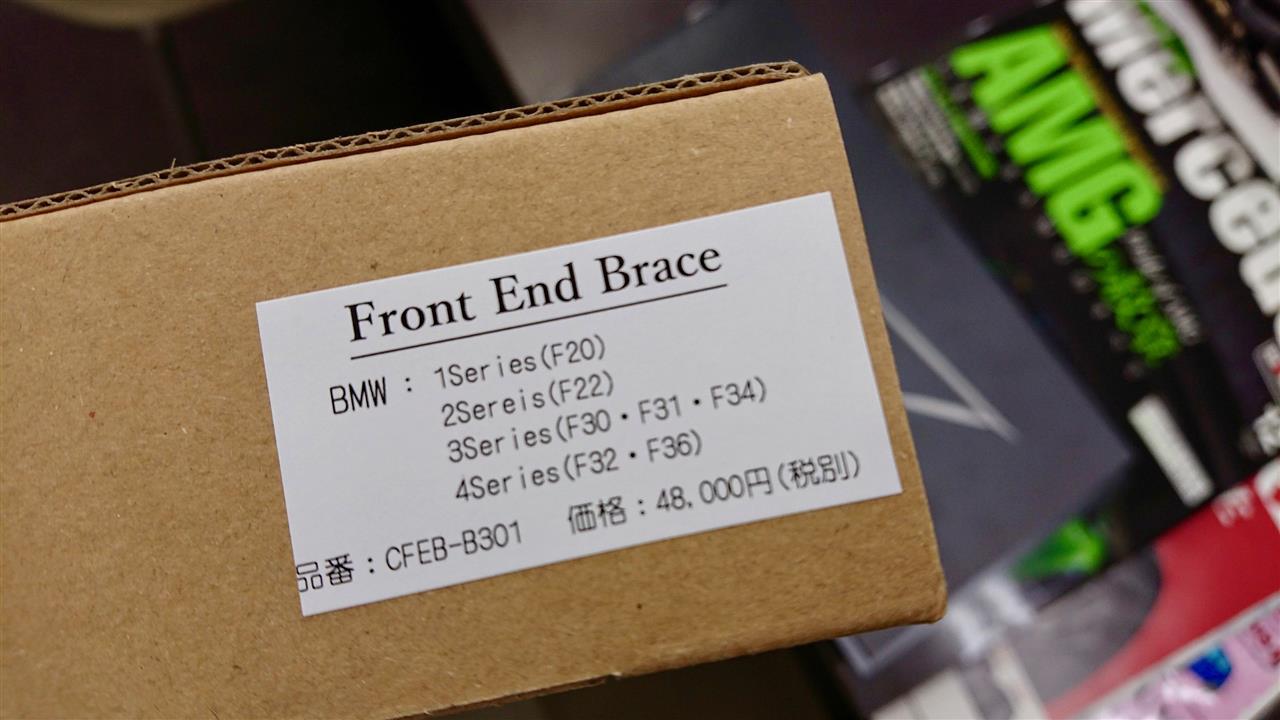 Front End Brace
BMW : 1Series(F20)
2Sereis(F22)
3Series(F30・F31・F34)
4Series(F32・F36)
品番：CFEB-B301 価格：48,000円(税別)
AMG
Merced